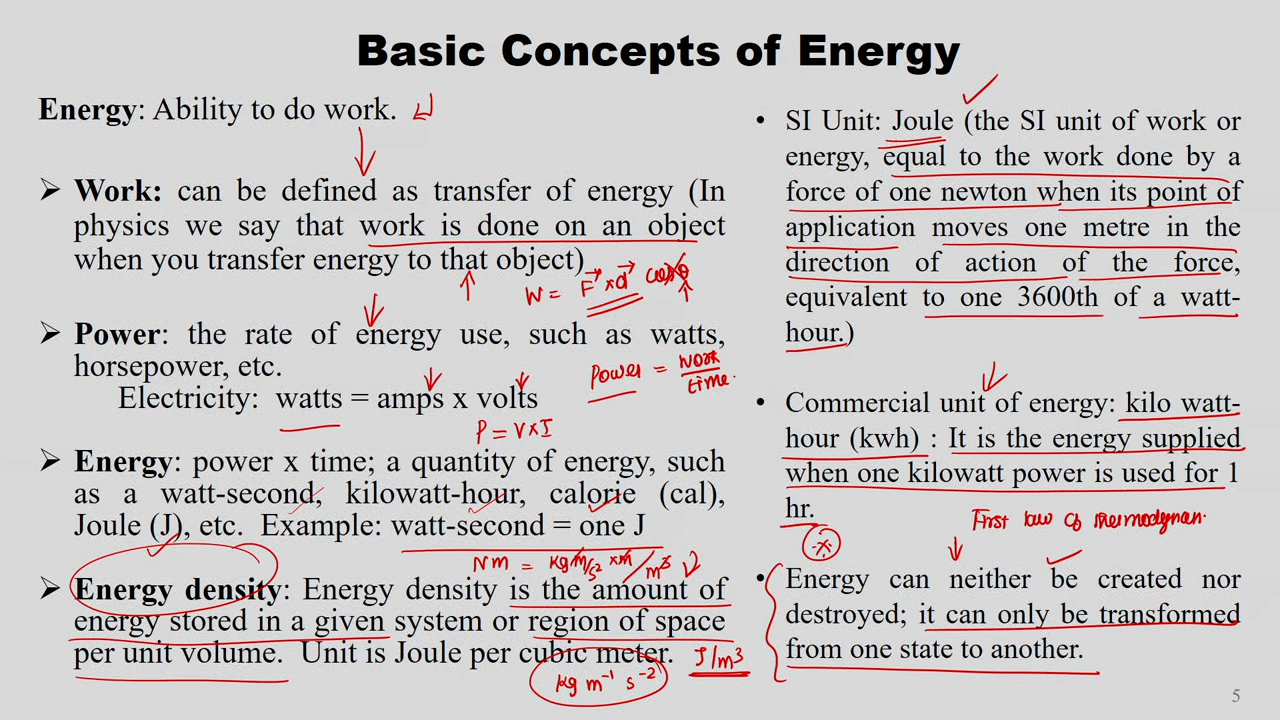 Basic Concepts of Energy
Energy: Ability to do work.
➢ Work: can be defined as transfer of energy (In
physics we say that work is done on an object
when you transfer energy to that object)
W = F × d cos θ
➢ Power: the rate of energy use, such as watts,
horsepower, etc.
Power = work
time.
Electricity: watts = amps x volts
P = V×I
➢ Energy: power x time; a quantity of energy, such
as a watt-second, kilowatt-hour, calorie (cal),
Joule (J), etc. Example: watt-second = one J
Nm = kg m/s² × m / m³
➢ Energy density: Energy density is the amount of
energy stored in a given system or region of space
per unit volume. Unit is Joule per cubic meter. J/m³
kg m⁻¹ s⁻²
• SI Unit: Joule (the SI unit of work or
energy, equal to the work done by a
force of one newton when its point of
application moves one metre in the
direction of action of the force,
equivalent to one 3600th of a watt-
hour.)
• Commercial unit of energy: kilo watt-
hour (kwh) : It is the energy supplied
when one kilowatt power is used for 1
hr.
First law of
• Energy can neither be created nor
destroyed; it can only be transformed
from one state to another.
5